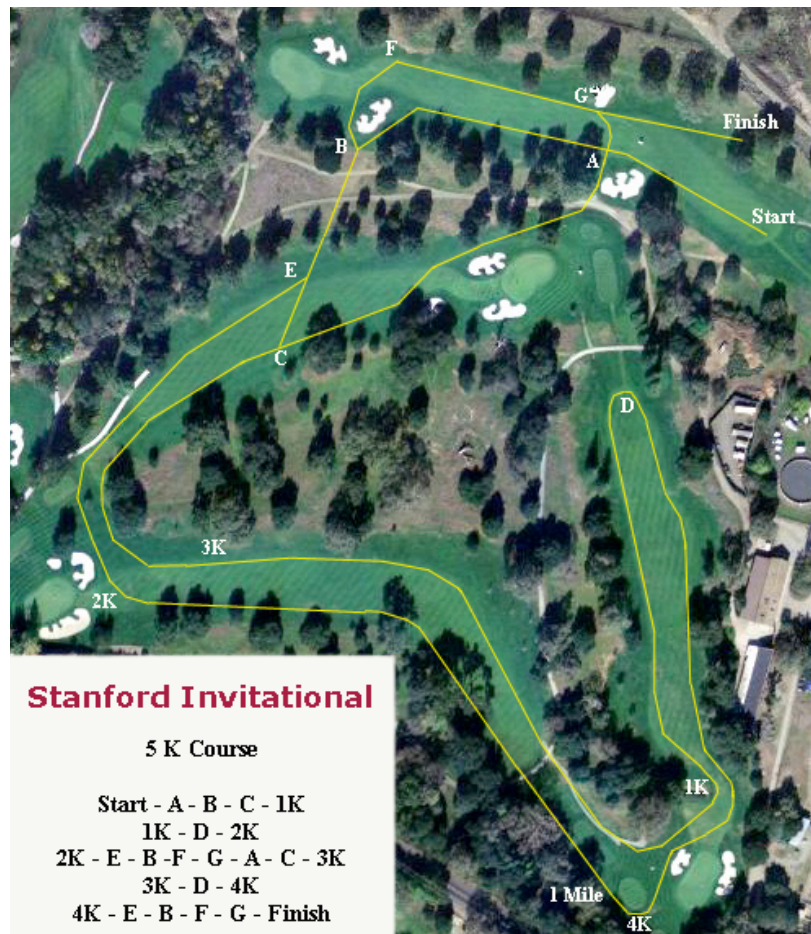 F
G
Finish
B
A
Start
E
C
D
3K
2K
1K
1 Mile
4K
Stanford Invitational
5 K Course
Start - A - B - C - 1K
1K - D - 2K
2K - E - B -F - G - A - C - 3K
3K - D - 4K
4K - E - B - F - G - Finish